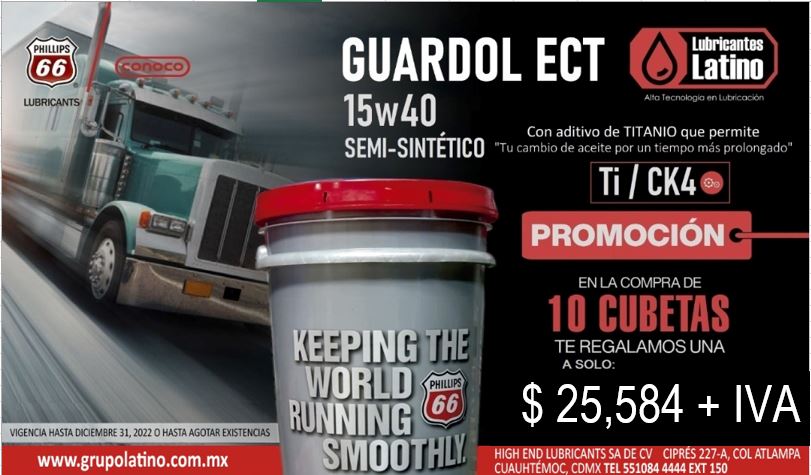 PHILLIPS
66
LUBRICANTS
conoco
GUARDOL ECT
15w40
SEMI-SINTÉTICO
Lubricantes
Latino
Alta Tecnología en Lubricación
Con aditivo de TITANIO que permite
"Tu cambio de aceite por un tiempo más prolongado"
Ti / CK4
PROMOCIÓN
EN LA COMPRA DE
10 CUBETAS
TE REGALAMOS UNA
A SOLO:
$ 25,584 + IVA
KEEPING THE
WORLD
RUNNING
SMOOTHLY.
PHILLIPS
66
VIGENCIA HASTA DICIEMBRE 31, 2022 O HASTA AGOTAR EXISTENCIAS
www.grupolatino.com.mx
HIGH END LUBRICANTS SA DE CV CIPRÉS 227-A, COL ATLAMPA
CUAUHTÉMOC, CDMX TEL 551084 4444 EXT 150